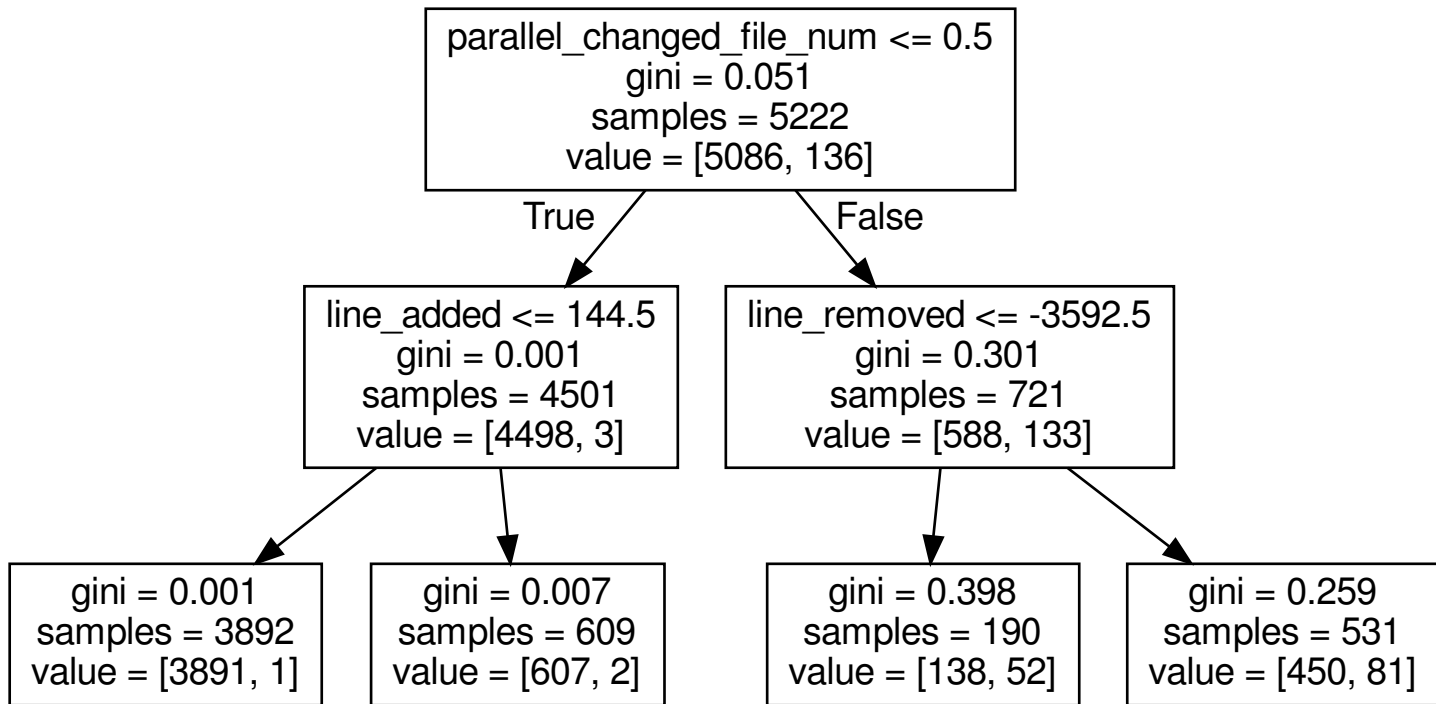 parallel_changed_file_num <= 0.5
gini = 0.051
samples = 5222
value = [5086, 136]
True
False
line_added <= 144.5
gini = 0.001
samples = 4501
value = [4498, 3]
line_removed <= -3592.5
gini = 0.301
samples = 721
value = [588, 133]
gini = 0.001
samples = 3892
value = [3891, 1]
gini = 0.007
samples = 609
value = [607, 2]
gini = 0.398
samples = 190
value = [138, 52]
gini = 0.259
samples = 531
value = [450, 81]